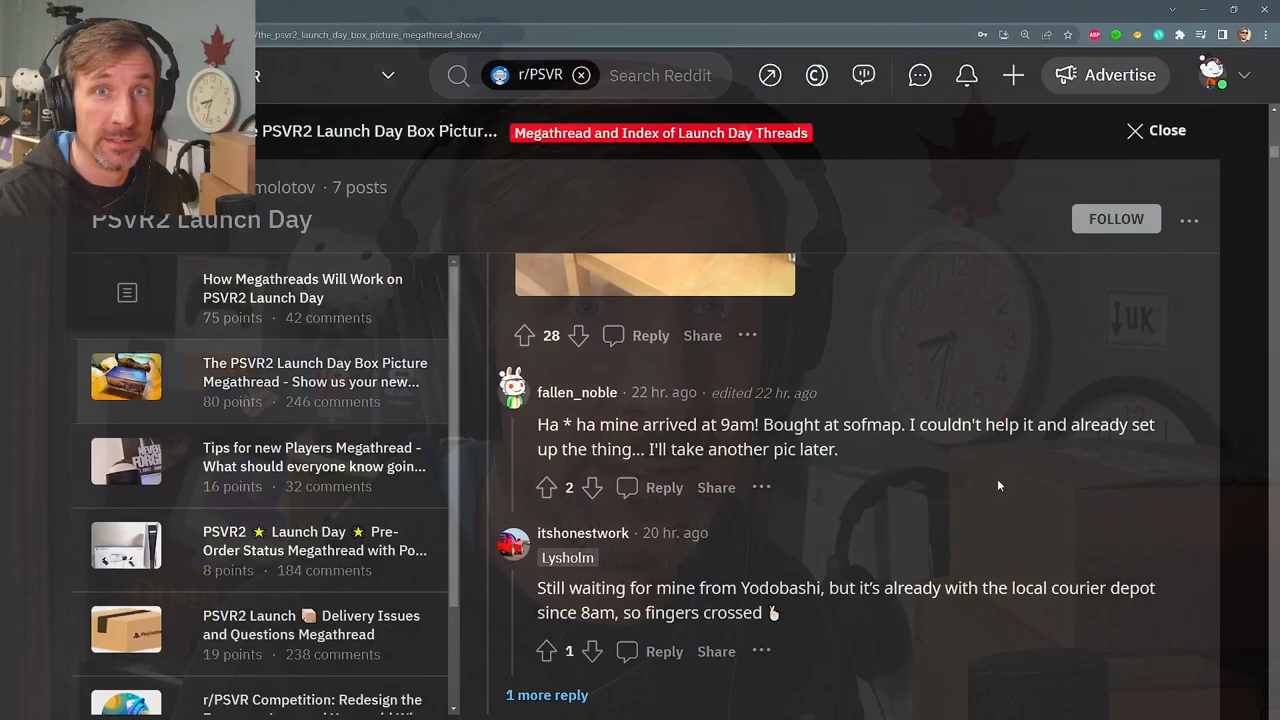 /the_psvr2_launch_day_box_picture_megathread_show/
R
r/PSVR
Search Reddit
Advertise
e PSVR2 Launch Day Box Pictur...
Megathread and Index of Launch Day Threads
Close
molotov · 7 posts
PSVR2 Launch Day
FOLLOW
How Megathreads Will Work on
PSVR2 Launch Day
75 points · 42 comments
The PSVR2 Launch Day Box Picture
Megathread - Show us your new...
80 points · 246 comments
Tips for new Players Megathread -
What should everyone know goin...
16 points · 32 comments
PSVR2 ⭐ Launch Day ⭐ Pre-
Order Status Megathread with Po...
8 points · 184 comments
PSVR2 Launch 📦 Delivery Issues
and Questions Megathread
19 points · 238 comments
r/PSVR Competition: Redesign the
28 Reply Share ···
fallen_noble · 22 hr. ago · edited 22 hr. ago
Ha * ha mine arrived at 9am! Bought at sofmap. I couldn't help it and already set
up the thing... I'll take another pic later.
2 Reply Share ···
itshonestwork · 20 hr. ago
Lysholm
Still waiting for mine from Yodobashi, but it's already with the local courier depot
since 8am, so fingers crossed 🤞🏻
1 Reply Share ···
1 more reply